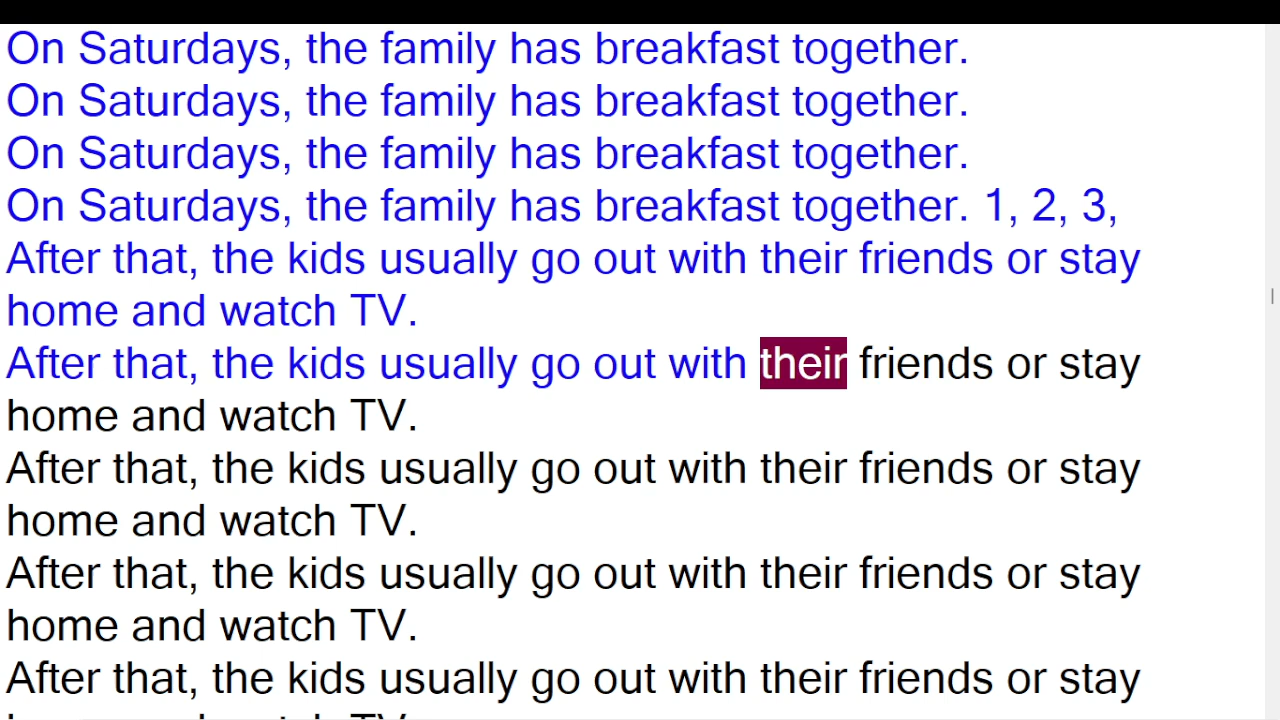 On Saturdays, the family has breakfast together.
On Saturdays, the family has breakfast together.
On Saturdays, the family has breakfast together.
On Saturdays, the family has breakfast together. 1, 2, 3,
After that, the kids usually go out with their friends or stay
home and watch TV.
After that, the kids usually go out with their friends or stay
home and watch TV.
After that, the kids usually go out with their friends or stay
home and watch TV.
After that, the kids usually go out with their friends or stay
home and watch TV.
After that, the kids usually go out with their friends or stay